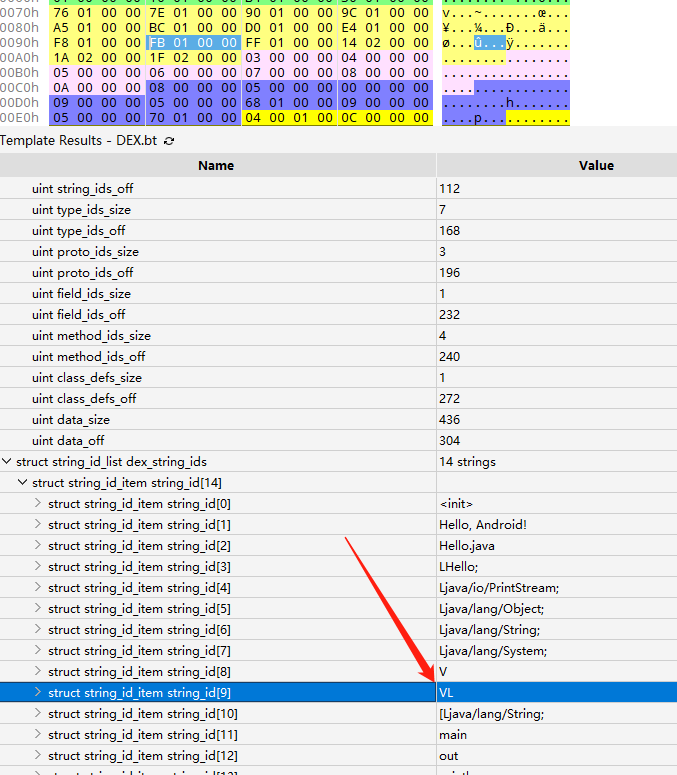 0070h 76 01 00 00 7E 01 00 00 90 01 00 00 9C 01 00 00 v...~.......œ...
0080h A5 01 00 00 BC 01 00 00 D0 01 00 00 E4 01 00 00 ¥...¼...Ð...ä...
0090h F8 01 00 00 FB 01 00 00 FF 01 00 00 14 02 00 00 ø...û...ÿ.......
00A0h 1A 02 00 00 1F 02 00 00 03 00 00 00 04 00 00 00 ................
00B0h 05 00 00 00 06 00 00 00 07 00 00 00 08 00 00 00 ................
00C0h 0A 00 00 00 08 00 00 00 05 00 00 00 00 00 00 00 ................
00D0h 09 00 00 00 05 00 00 00 68 01 00 00 09 00 00 00 ........h.......
00E0h 05 00 00 00 70 01 00 00 04 00 01 00 0C 00 00 00 ....p...........
Template Results - DEX.bt
Name Value
uint string_ids_off 112
uint type_ids_size 7
uint type_ids_off 168
uint proto_ids_size 3
uint proto_ids_off 196
uint field_ids_size 1
uint field_ids_off 232
uint method_ids_size 4
uint method_ids_off 240
uint class_defs_size 1
uint class_defs_off 272
uint data_size 436
uint data_off 304
struct string_id_list dex_string_ids 14 strings
struct string_id_item string_id[14]
struct string_id_item string_id[0] <init>
struct string_id_item string_id[1] Hello, Android!
struct string_id_item string_id[2] Hello.java
struct string_id_item string_id[3] LHello;
struct string_id_item string_id[4] Ljava/io/PrintStream;
struct string_id_item string_id[5] Ljava/lang/Object;
struct string_id_item string_id[6] Ljava/lang/String;
struct string_id_item string_id[7] Ljava/lang/System;
struct string_id_item string_id[8] V
struct string_id_item string_id[9] VL
struct string_id_item string_id[10] [Ljava/lang/String;
struct string_id_item string_id[11] main
struct string_id_item string_id[12] out